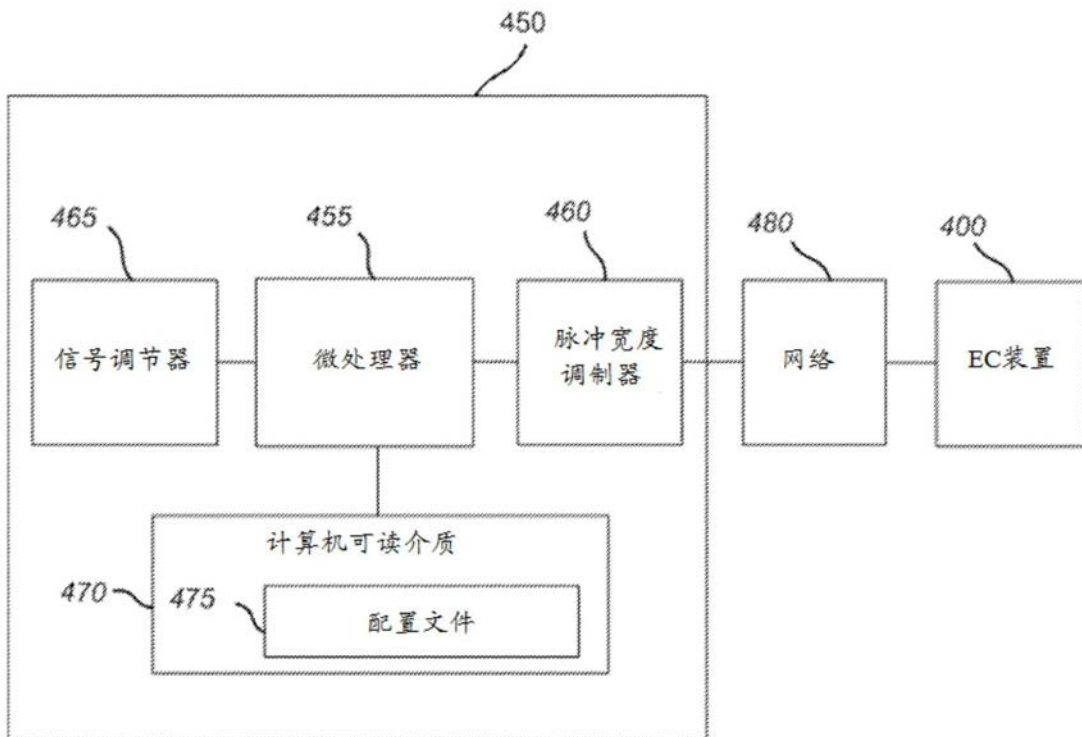 450
465
455
460
480
400
信号调节器
微处理器
脉冲宽度
调制器
网络
EC装置
计算机可读介质
470
475
配置文件